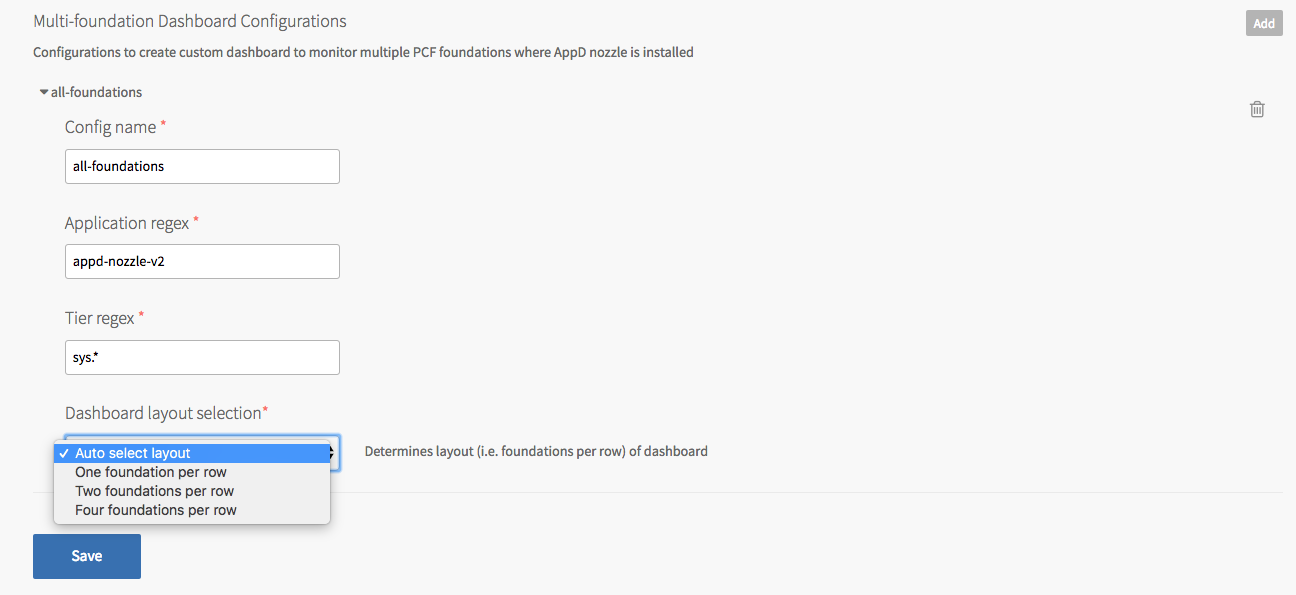 Multi-foundation Dashboard Configurations
Add
Configurations to create custom dashboard to monitor multiple PCF foundations where AppD nozzle is installed
all-foundations
Config name *
all-foundations
Application regex *
appd-nozzle-v2
Tier regex *
sys.*
Dashboard layout selection*
✓ Auto select layout
Determines layout (i.e. foundations per row) of dashboard
One foundation per row
Two foundations per row
Four foundations per row
Save